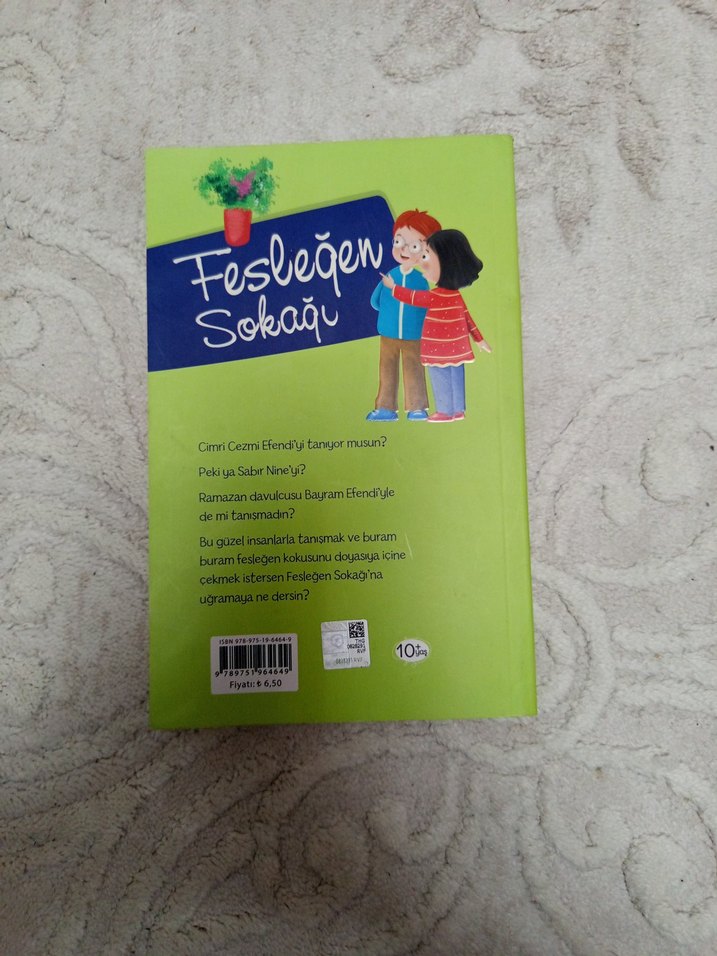 Fesleğen
Sokağı
Cimri Cezmi Efendi'yi tanıyor musun?
Peki ya Sabır Nine'yi?
Ramazan davulcusu Bayram Efendi'yle
de mi tanışmadın?
Bu güzel insanlarla tanışmak ve buram
buram fesleğen kokusunu doyasıya içine
çekmek istersen Fesleğen Sokağı'na
uğramaya ne dersin?
ISBN 978-975-19-6464-9
9 789751 964649
Fiyatı: ₺ 6,50
THG
RVF
10+ yaş